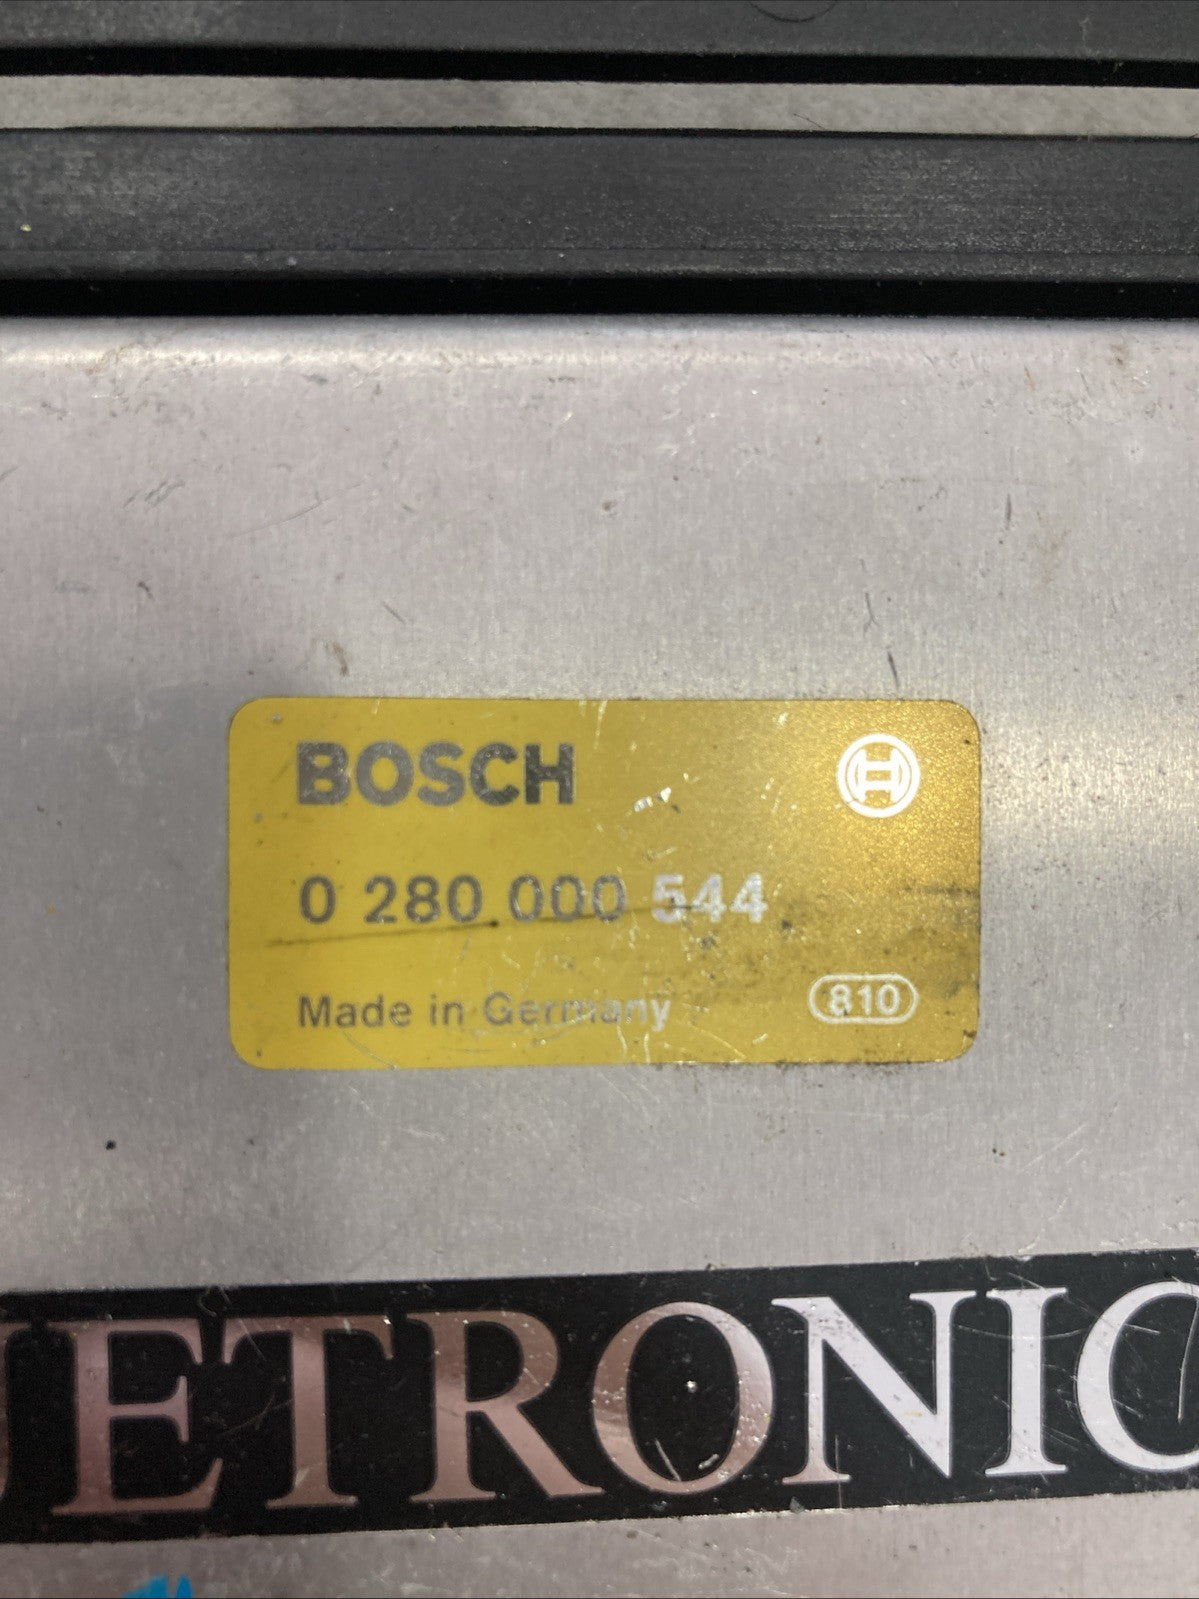 BOSCH
0 280 000 544
Made in Germany 810
JETRONIC